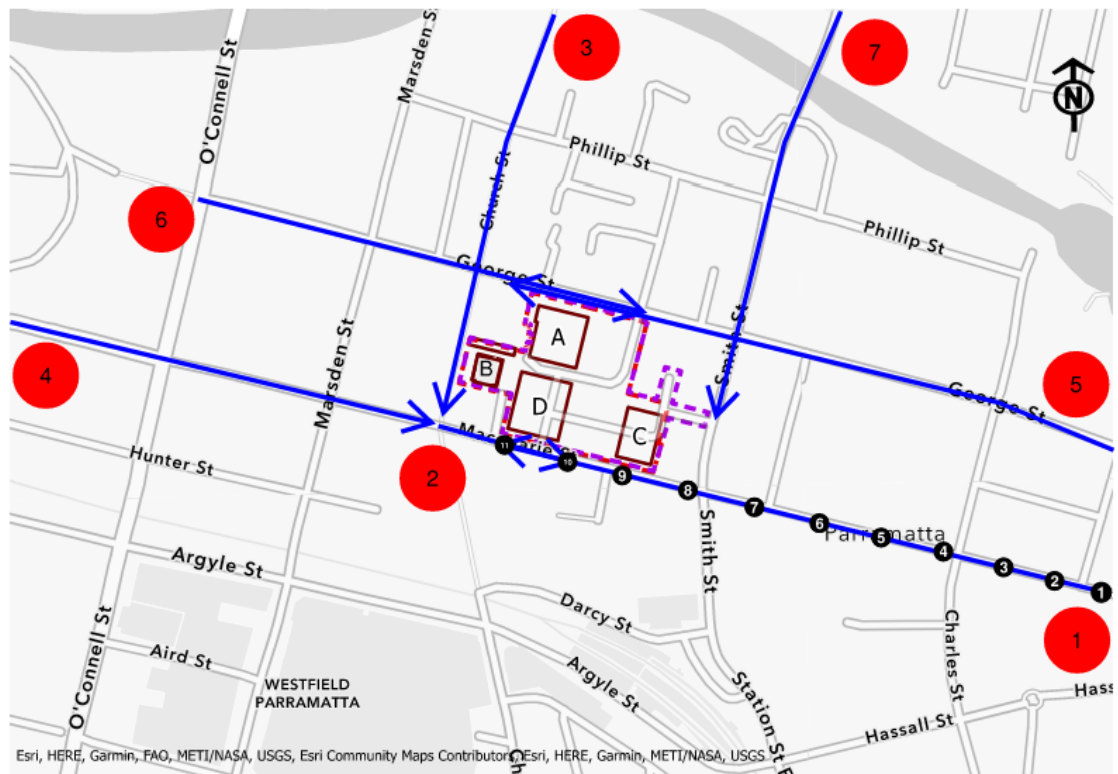 3
7
N
O'Connell St
Marsden St
Phillip St
Church St
6
Phillip St
George St
A
Smith St
4
B
Marsden St
D
C
5
George St
Macquarie St
11
10
9
8
7
6
5
4
3
2
1
Parramatta
Hunter St
2
Smith St
1
Argyle St
Darcy St
Charles St
O'Connell St
Aird St
WESTFIELD
PARRAMATTA
Argyle St
Station St
Hassall St
Hass
Ch
Esri, HERE, Garmin, FAO, METI/NASA, USGS, Esri Community Maps Contributors, Esri, HERE, Garmin, METI/NASA, USGS